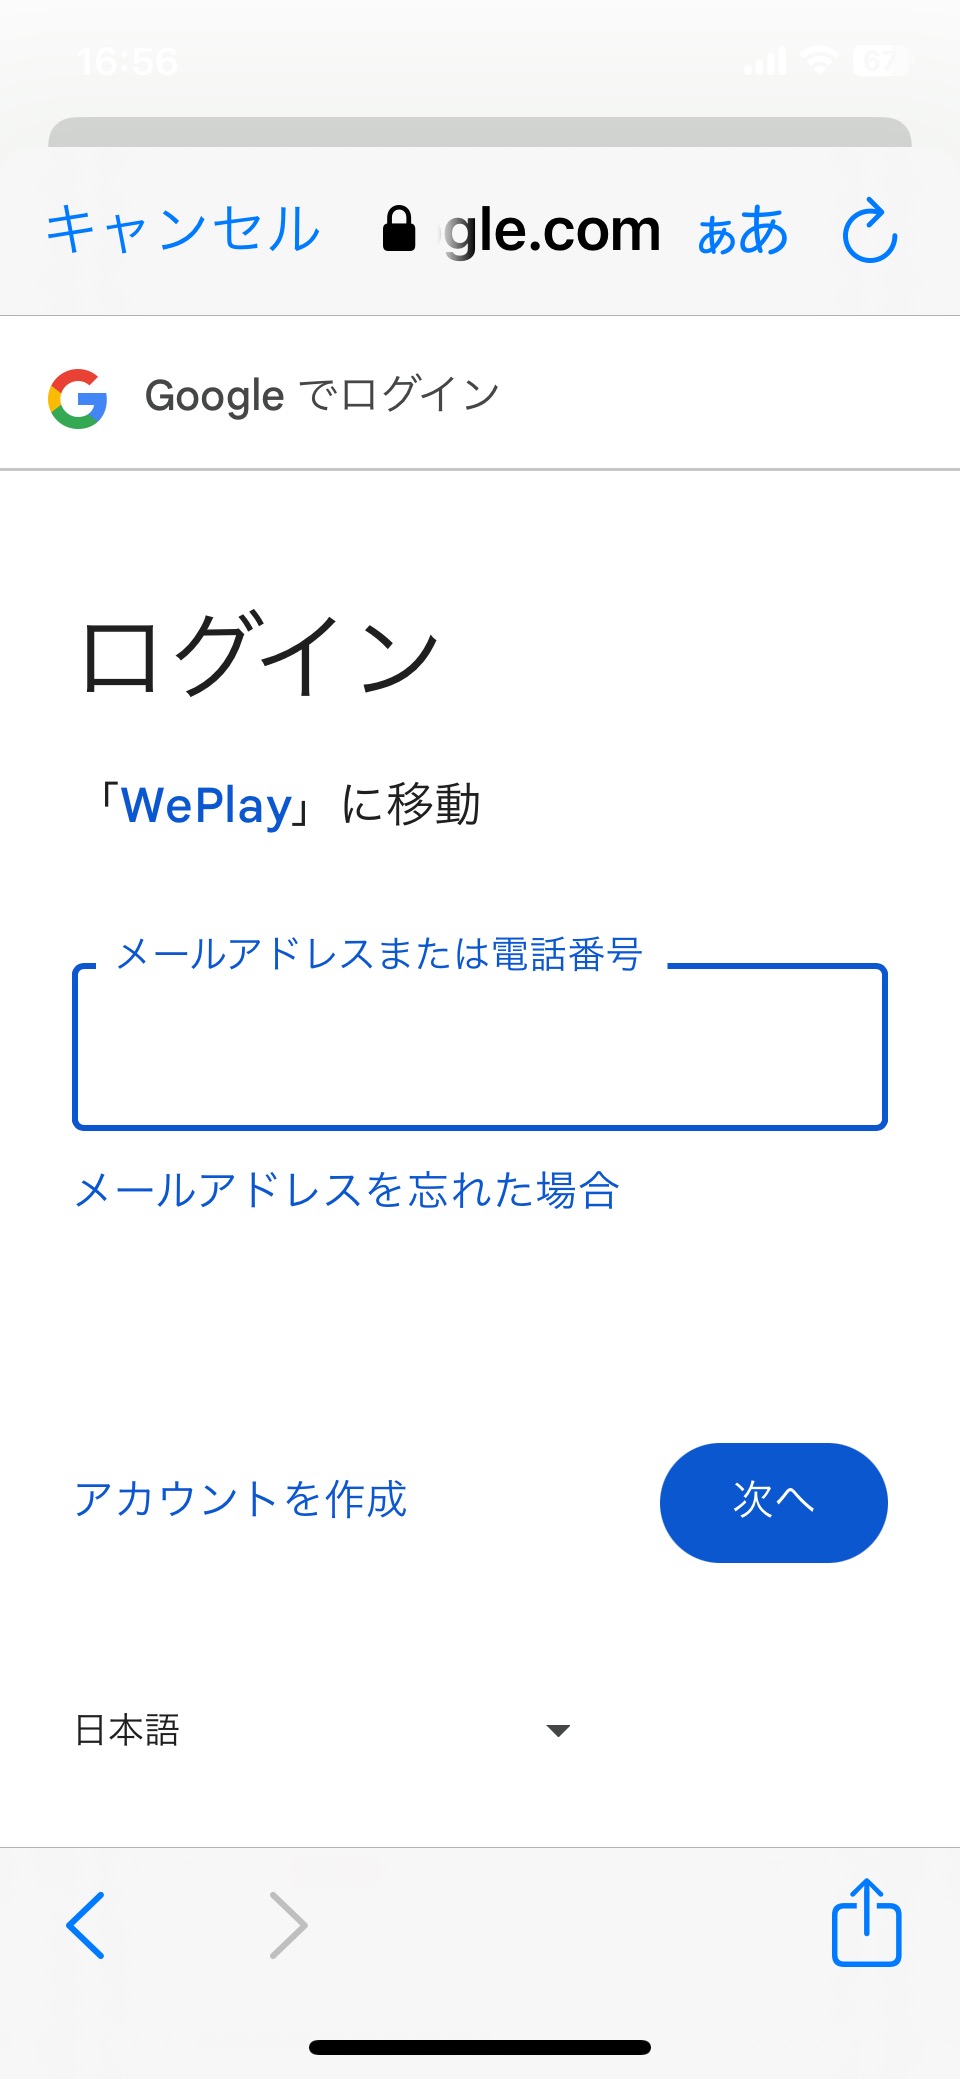 16:56
67
キャンセル gle.com ぁあ
Google でログイン
ログイン
「WePlay」に移動
メールアドレスまたは電話番号
メールアドレスを忘れた場合
アカウントを作成
次へ
日本語